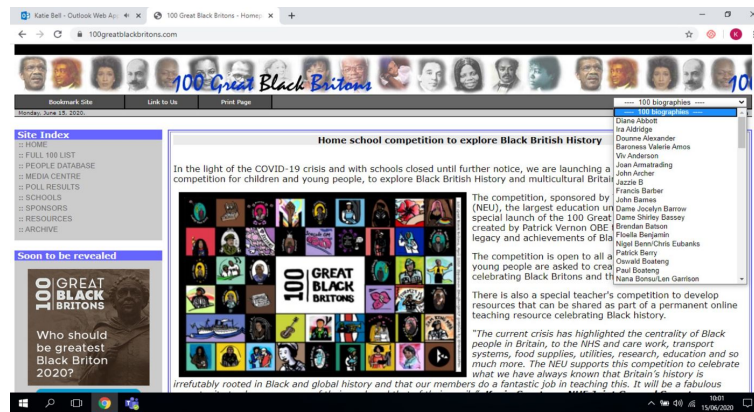 Katie Bell - Outlook Web App
100 Great Black Britons - Homep
100greatblackbritons.com
K
100 Great Black Britons
10
Bookmark Site
Link to Us
Print Page
---- 100 biographies ----
Monday, June 15, 2020.
---- 100 biographies ----
Diane Abbott
Ira Aldridge
Dounne Alexander
Baroness Valerie Amos
Viv Anderson
Joan Armatrading
John Archer
Jazzie B
Francis Barber
John Barnes
Dame Jocelyn Barrow
Dame Shirley Bassey
Brendan Batson
Floella Benjamin
Nigel Benn/Chris Eubanks
Patrick Berry
Oswald Boateng
Paul Boateng
Nana Bonsu/Len Garrison
Site Index
:: HOME
:: FULL 100 LIST
:: PEOPLE DATABASE
:: MEDIA CENTRE
:: POLL RESULTS
:: SCHOOLS
:: SPONSORS
:: RESOURCES
:: ARCHIVE
Soon to be revealed
100 GREAT
BLACK
BRITONS
Who should
be greatest
Black Briton
2020?
Home school competition to explore Black British History
In the light of the COVID-19 crisis and with schools closed until further notice, we are launching a
competition for children and young people, to explore Black British History and multicultural Britai
100 GREAT
BLACK
BRITONS
The competition, sponsored by
(NEU), the largest education un
special launch of the 100 Great
created by Patrick Vernon OBE
legacy and achievements of Bla
The competition is open to all a
young people are asked to crea
celebrating Black Britons and th
There is also a special teacher's competition to develop
resources that can be shared as part of a permanent online
teaching resource celebrating Black history.
"The current crisis has highlighted the centrality of Black
people in Britain, to the NHS and care work, transport
systems, food supplies, utilities, research, education and so
much more. The NEU supports this competition to celebrate
what we have always known that Britain's history is
irrefutably rooted in Black and global history and that our members do a fantastic job in teaching this. It will be a fabulous
10:01
15/06/2020